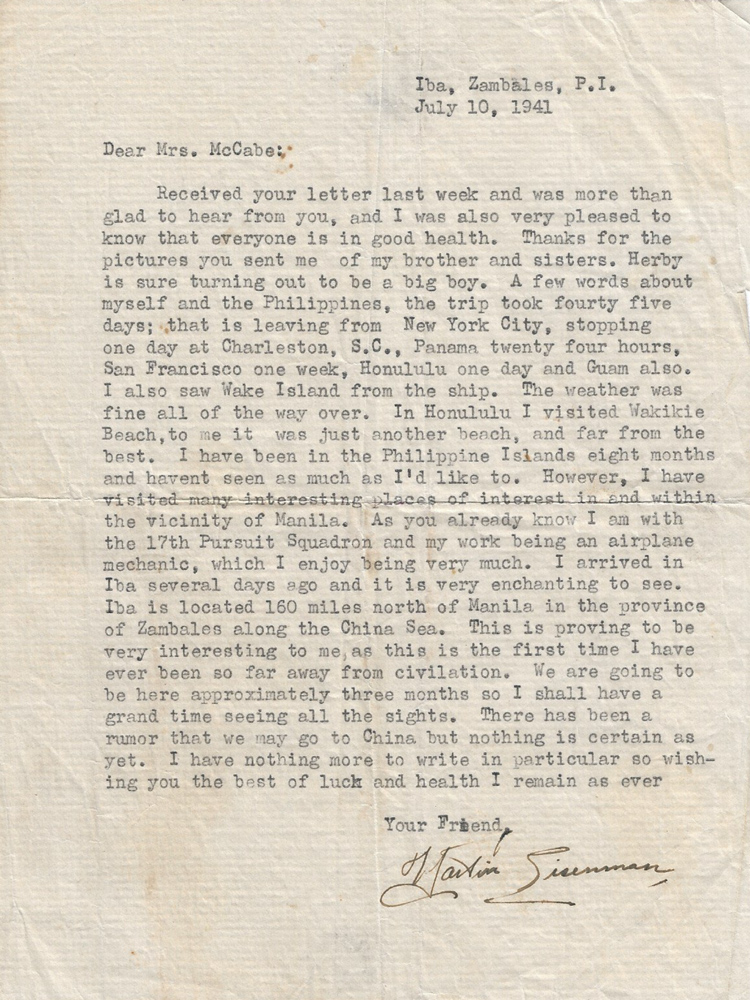 Iba, Zambales, P.I.
July 10, 1941
Dear Mrs. McCabe:
Received your letter last week and was more than
glad to hear from you, and I was also very pleased to
know that everyone is in good health. Thanks for the
pictures you sent me of my brother and sisters. Herby
is sure turning out to be a big boy. A few words about
myself and the Philippines, the trip took fourty five
days; that is leaving from New York City, stopping
one day at Charleston, S.C., Panama twenty four hours,
San Francisco one week, Honululu one day and Guam also.
I also saw Wake Island from the ship. The weather was
fine all of the way over. In Honululu I visited Wakikie
Beach,to me it was just another beach, and far from the
best. I have been in the Philippine Islands eight months
and havent seen as much as I'd like to. However, I have
visited many interesting places of interest in and within
the vicinity of Manila. As you already know I am with
the 17th Pursuit Squadron and my work being an airplane
mechanic, which I enjoy being very much. I arrived in
Iba several days ago and it is very enchanting to see.
Iba is located 160 miles north of Manila in the province
of Zambales along the China Sea. This is proving to be
very interesting to me,as this is the first time I have
ever been so far away from civilation. We are going to
be here approximately three months so I shall have a
grand time seeing all the sights. There has been a
rumor that we may go to China but nothing is certain as
yet. I have nothing more to write in particular so wish-
ing you the best of luck and health I remain as ever
Your Friend,
Martin Eisenman